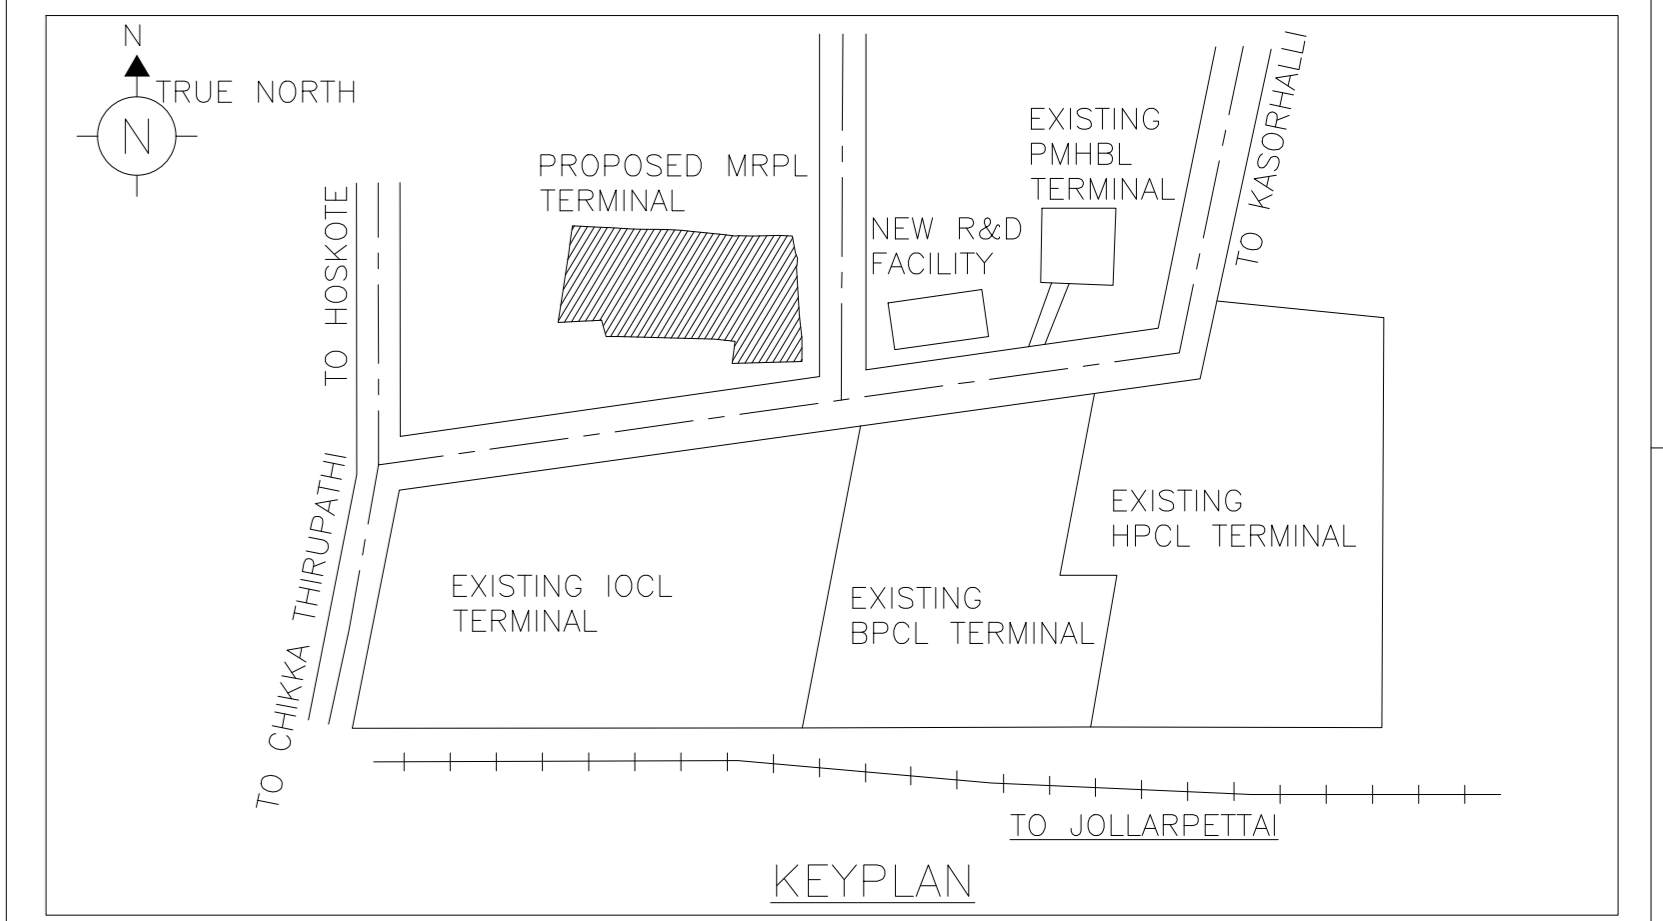 N
TRUE NORTH
N
PROPOSED MRPL
TERMINAL
EXISTING
PMHBL
TERMINAL
NEW R&D
FACILITY
TO KASORHALLI
TO HOSKOTE
TO CHIKKA THIRUPATHI
EXISTING IOCL
TERMINAL
EXISTING
BPCL TERMINAL
EXISTING
HPCL TERMINAL
TO JOLLARPETTAI
KEYPLAN